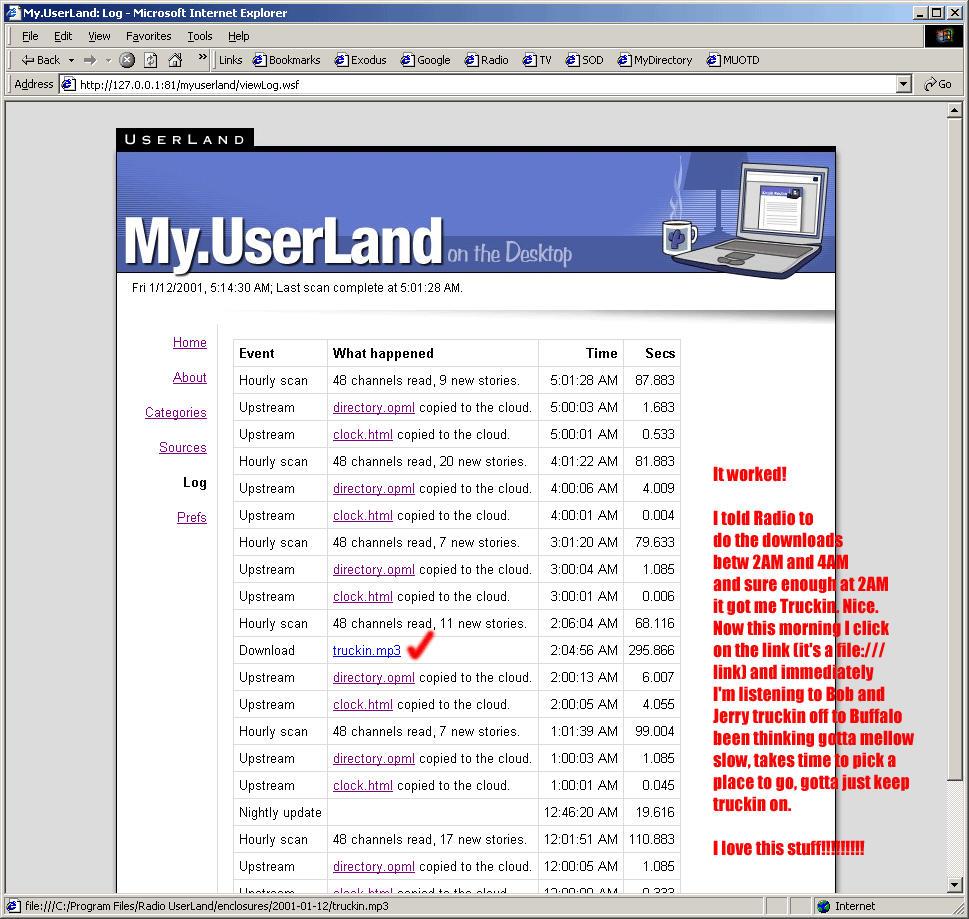 My.UserLand: Log - Microsoft Internet Explorer
File Edit View Favorites Tools Help
Back » Links Bookmarks Exodus Google Radio TV SOD MyDirectory MUOTD
Address http://127.0.0.1:81/myuserland/viewLog.wsf Go
USERLAND
My.UserLand on the Desktop
Fri 1/12/2001, 5:14:30 AM; Last scan complete at 5:01:28 AM.
Home
About
Categories
Sources
Log
Prefs
Event What happened Time Secs
Hourly scan 48 channels read, 9 new stories. 5:01:28 AM 87.883
Upstream directory.opml copied to the cloud. 5:00:03 AM 1.683
Upstream clock.html copied to the cloud. 5:00:01 AM 0.533
Hourly scan 48 channels read, 20 new stories. 4:01:22 AM 81.883
Upstream directory.opml copied to the cloud. 4:00:06 AM 4.009
Upstream clock.html copied to the cloud. 4:00:01 AM 0.004
Hourly scan 48 channels read, 7 new stories. 3:01:20 AM 79.633
Upstream directory.opml copied to the cloud. 3:00:04 AM 1.085
Upstream clock.html copied to the cloud. 3:00:01 AM 0.006
Hourly scan 48 channels read, 11 new stories. 2:06:04 AM 68.116
Download truckin.mp3 2:04:56 AM 295.866
Upstream directory.opml copied to the cloud. 2:00:13 AM 6.007
Upstream clock.html copied to the cloud. 2:00:05 AM 4.055
Hourly scan 48 channels read, 7 new stories. 1:01:39 AM 99.004
Upstream directory.opml copied to the cloud. 1:00:03 AM 1.085
Upstream clock.html copied to the cloud. 1:00:01 AM 0.045
Nightly update 12:46:20 AM 19.616
Hourly scan 48 channels read, 17 new stories. 12:01:51 AM 110.883
Upstream directory.opml copied to the cloud. 12:00:05 AM 1.085
Upstream clock.html copied to the cloud. 12:00:00 AM 0.333
It worked!
I told Radio to
do the downloads
betw 2AM and 4AM
and sure enough at 2AM
it got me Truckin. Nice.
Now this morning I click
on the link (it's a file:///
link) and immediately
I'm listening to Bob and
Jerry truckin off to Buffalo
been thinking gotta mellow
slow, takes time to pick a
place to go, gotta just keep
truckin on.
I love this stuff!!!!!!!!!
file:///C:/Program Files/Radio UserLand/enclosures/2001-01-12/truckin.mp3 Internet